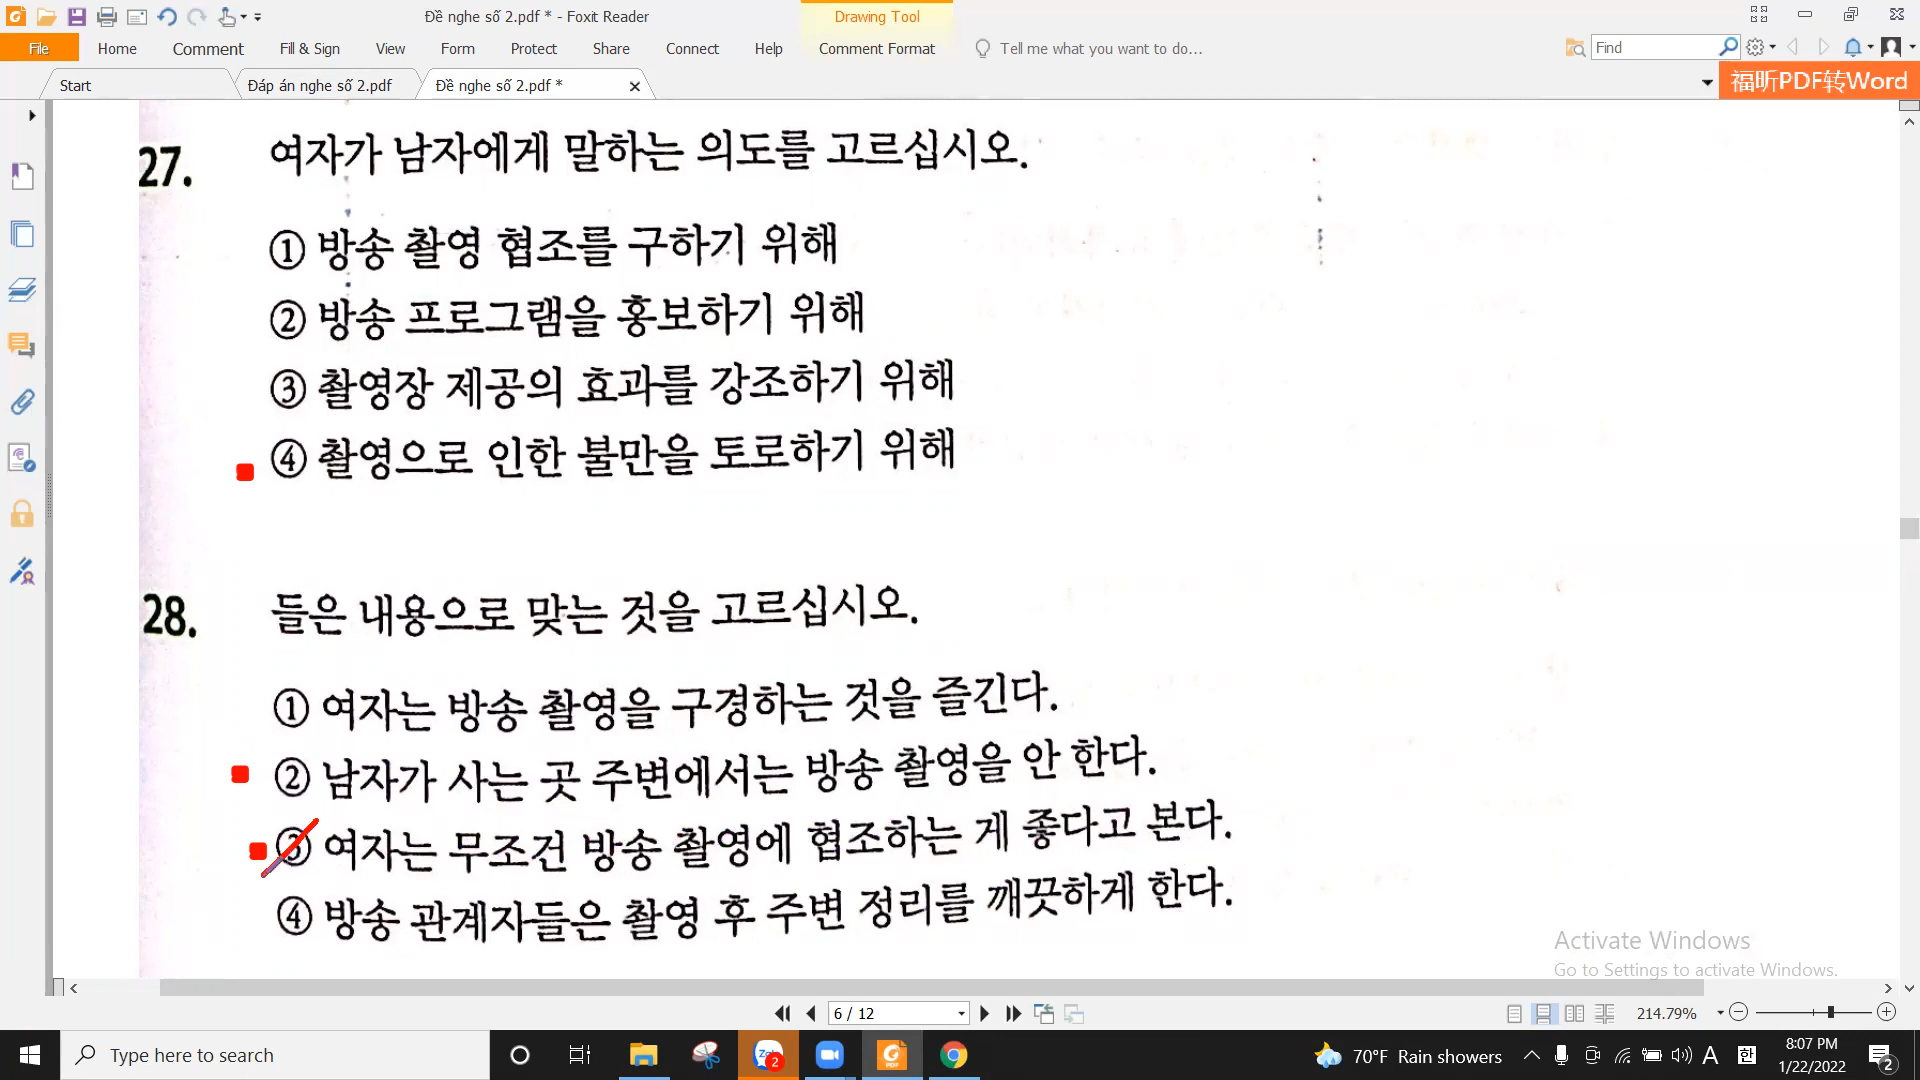 Đề nghe số 2.pdf * - Foxit Reader
Drawing Tool
File Home Comment Fill & Sign View Form Protect Share Connect Help Comment Format Tell me what you want to do... Find
Start Đáp án nghe số 2.pdf Đề nghe số 2.pdf * 福昕PDF转Word
27. 여자가 남자에게 말하는 의도를 고르십시오.
① 방송 촬영 협조를 구하기 위해
② 방송 프로그램을 홍보하기 위해
③ 촬영장 제공의 효과를 강조하기 위해
④ 촬영으로 인한 불만을 토로하기 위해
28. 들은 내용으로 맞는 것을 고르십시오.
① 여자는 방송 촬영을 구경하는 것을 즐긴다.
② 남자가 사는 곳 주변에서는 방송 촬영을 안 한다.
③ 여자는 무조건 방송 촬영에 협조하는 게 좋다고 본다.
④ 방송 관계자들은 촬영 후 주변 정리를 깨끗하게 한다.
Activate Windows
Go to Settings to activate Windows.
6 / 12 214.79%
Type here to search 2 70°F Rain showers A 한 8:07 PM
1/22/2022 2